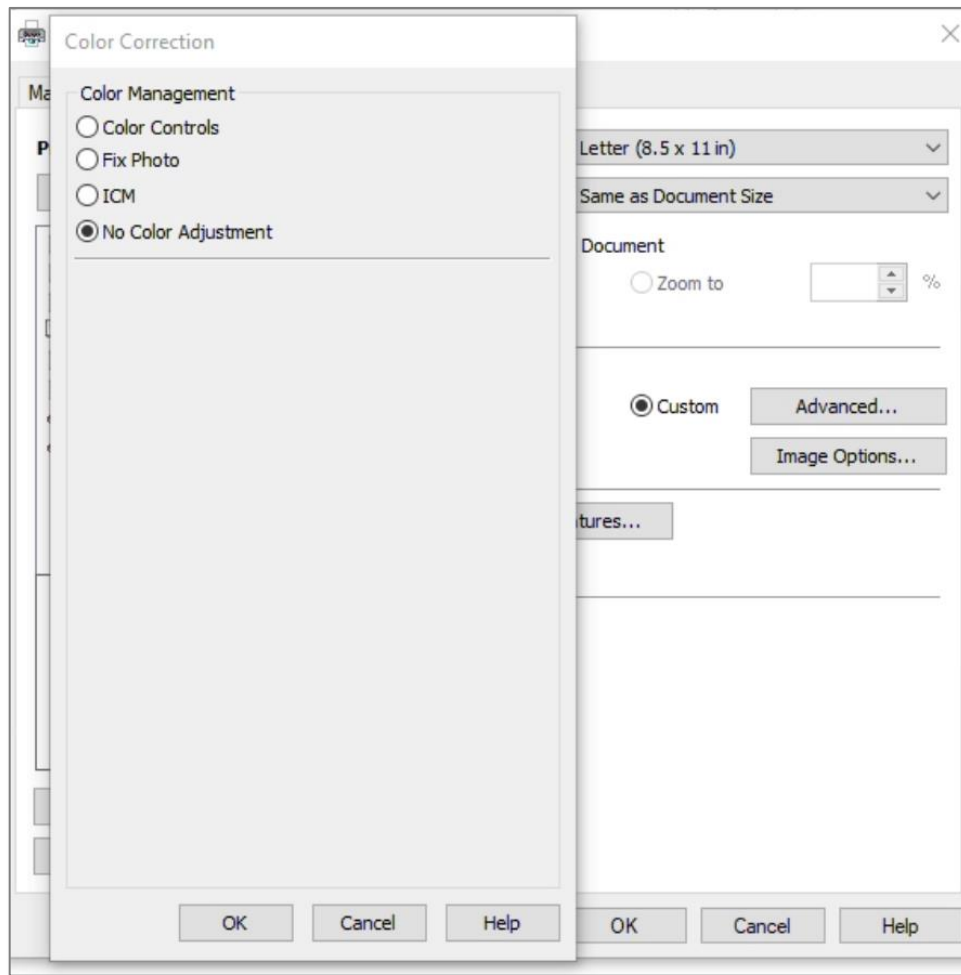 Color Correction
Ma
Color Management
Color Controls
P
Letter (8.5 x 11 in)
Fix Photo
ICM
Same as Document Size
No Color Adjustment
Document
Zoom to
%
Custom
Advanced...
Image Options...
tures...
OK
Cancel
Help
OK
Cancel
Help